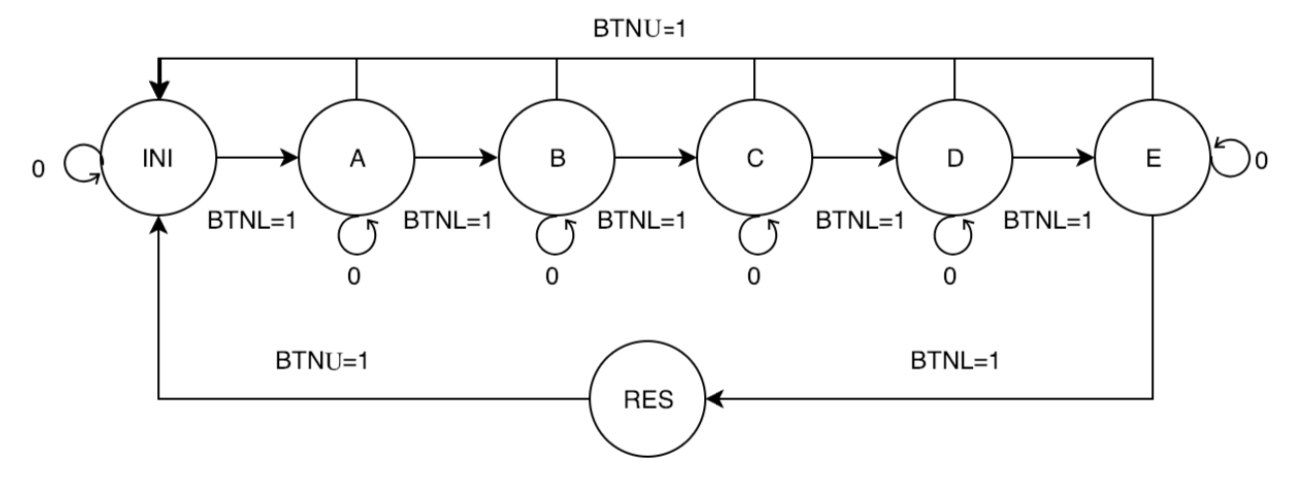 BTNU=1
0 INI A B C D E 0
BTNL=1 BTNL=1 BTNL=1 BTNL=1 BTNL=1
0 0 0 0
BTNU=1 BTNL=1
RES